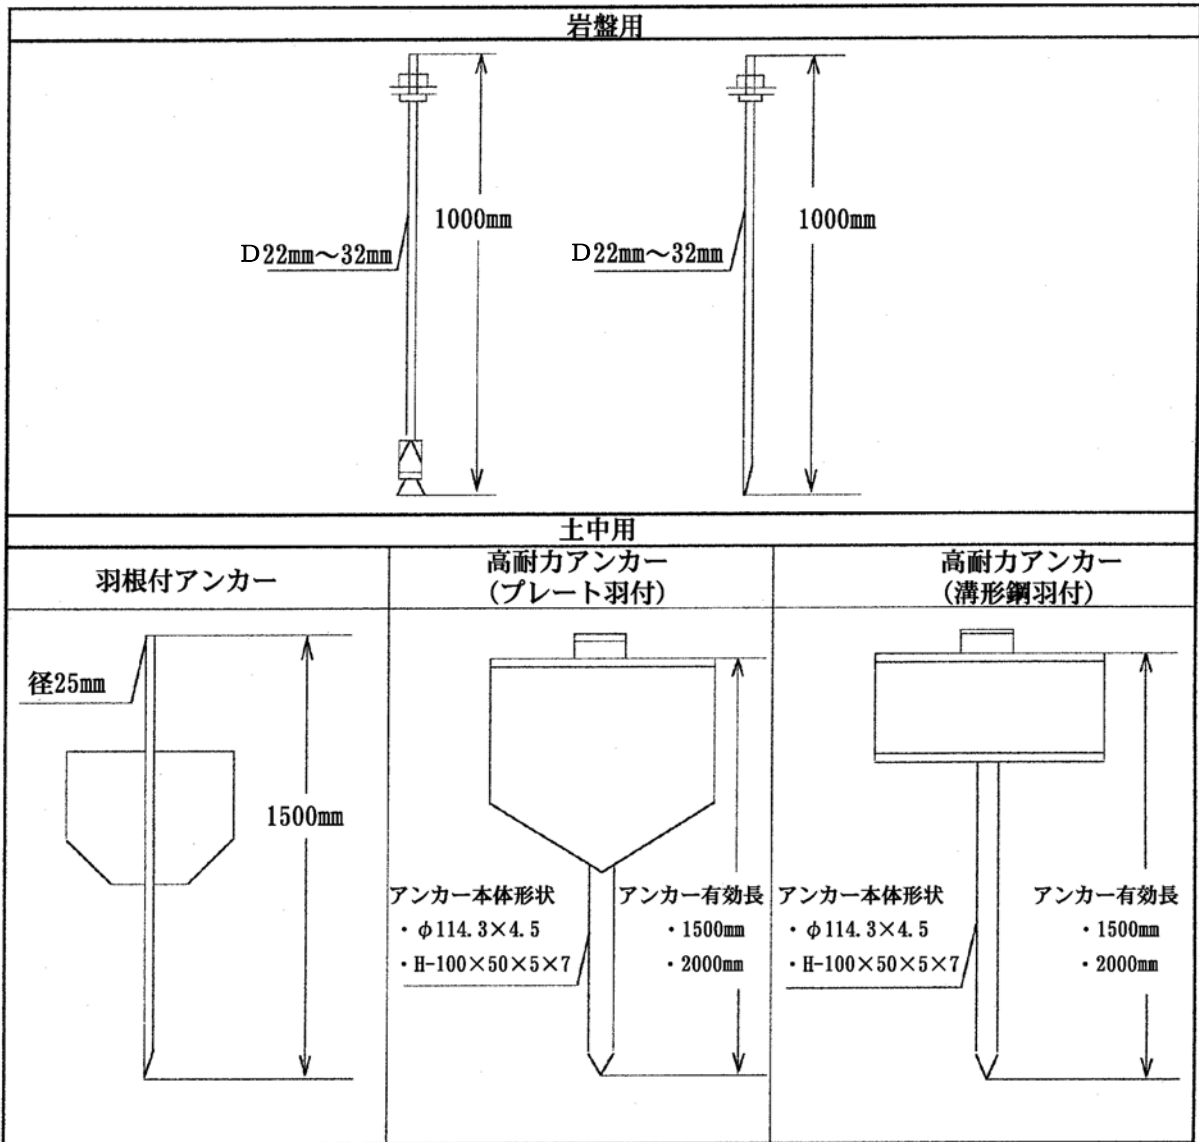 岩盤用
1000mm
D22mm～32mm
1000mm
D22mm～32mm
土中用
羽根付アンカー
高耐力アンカー
(プレート羽付)
高耐力アンカー
(溝形鋼羽付)
径25mm
1500mm
アンカー本体形状
・φ114.3×4.5
・H-100×50×5×7
アンカー有効長
・1500mm
・2000mm
アンカー本体形状
・φ114.3×4.5
・H-100×50×5×7
アンカー有効長
・1500mm
・2000mm